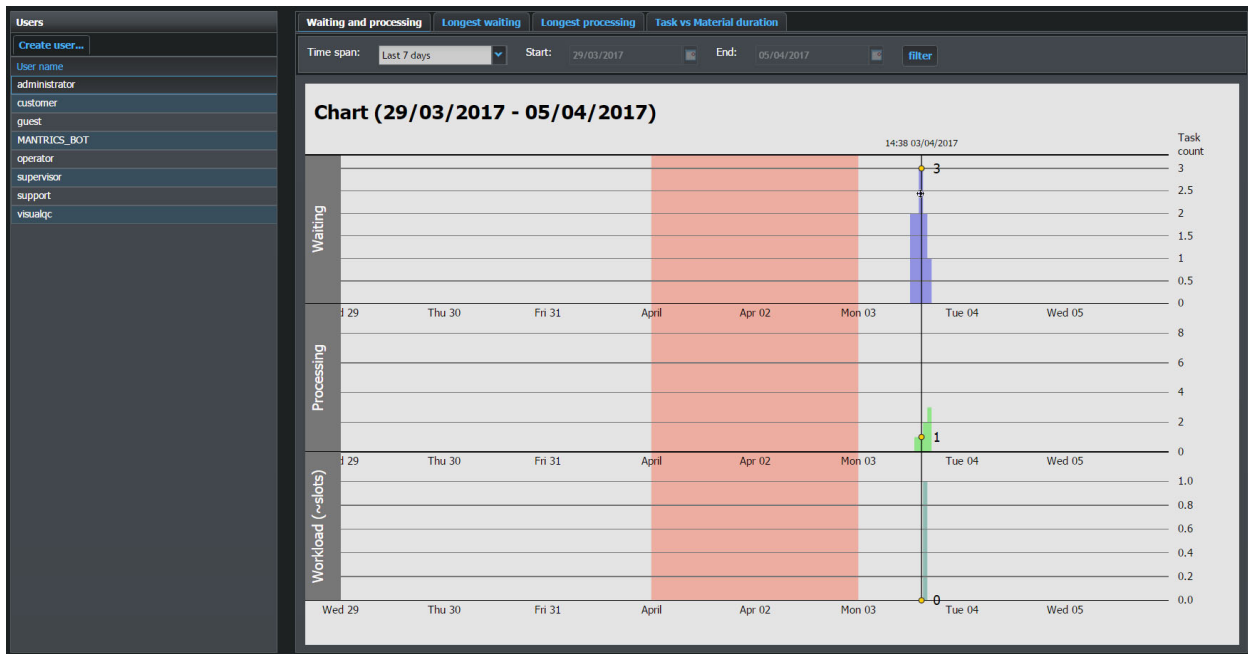 Users
Create user...
User name
administrator
customer
guest
MANTRICS_BOT
operator
supervisor
support
visualqc
Waiting and processing Longest waiting Longest processing Task vs Material duration
Time span: Last 7 days Start: 29/03/2017 End: 05/04/2017 filter
Chart (29/03/2017 - 05/04/2017)
14:38 03/04/2017
Task
count
Waiting
3
3
2.5
2
1.5
1
0.5
0
d 29 Thu 30 Fri 31 April Apr 02 Mon 03 Tue 04 Wed 05
Processing
8
6
4
2
1
0
d 29 Thu 30 Fri 31 April Apr 02 Mon 03 Tue 04 Wed 05
Workload (~slots)
1.0
0.8
0.6
0.4
0.2
0.0
0
Wed 29 Thu 30 Fri 31 April Apr 02 Mon 03 Tue 04 Wed 05